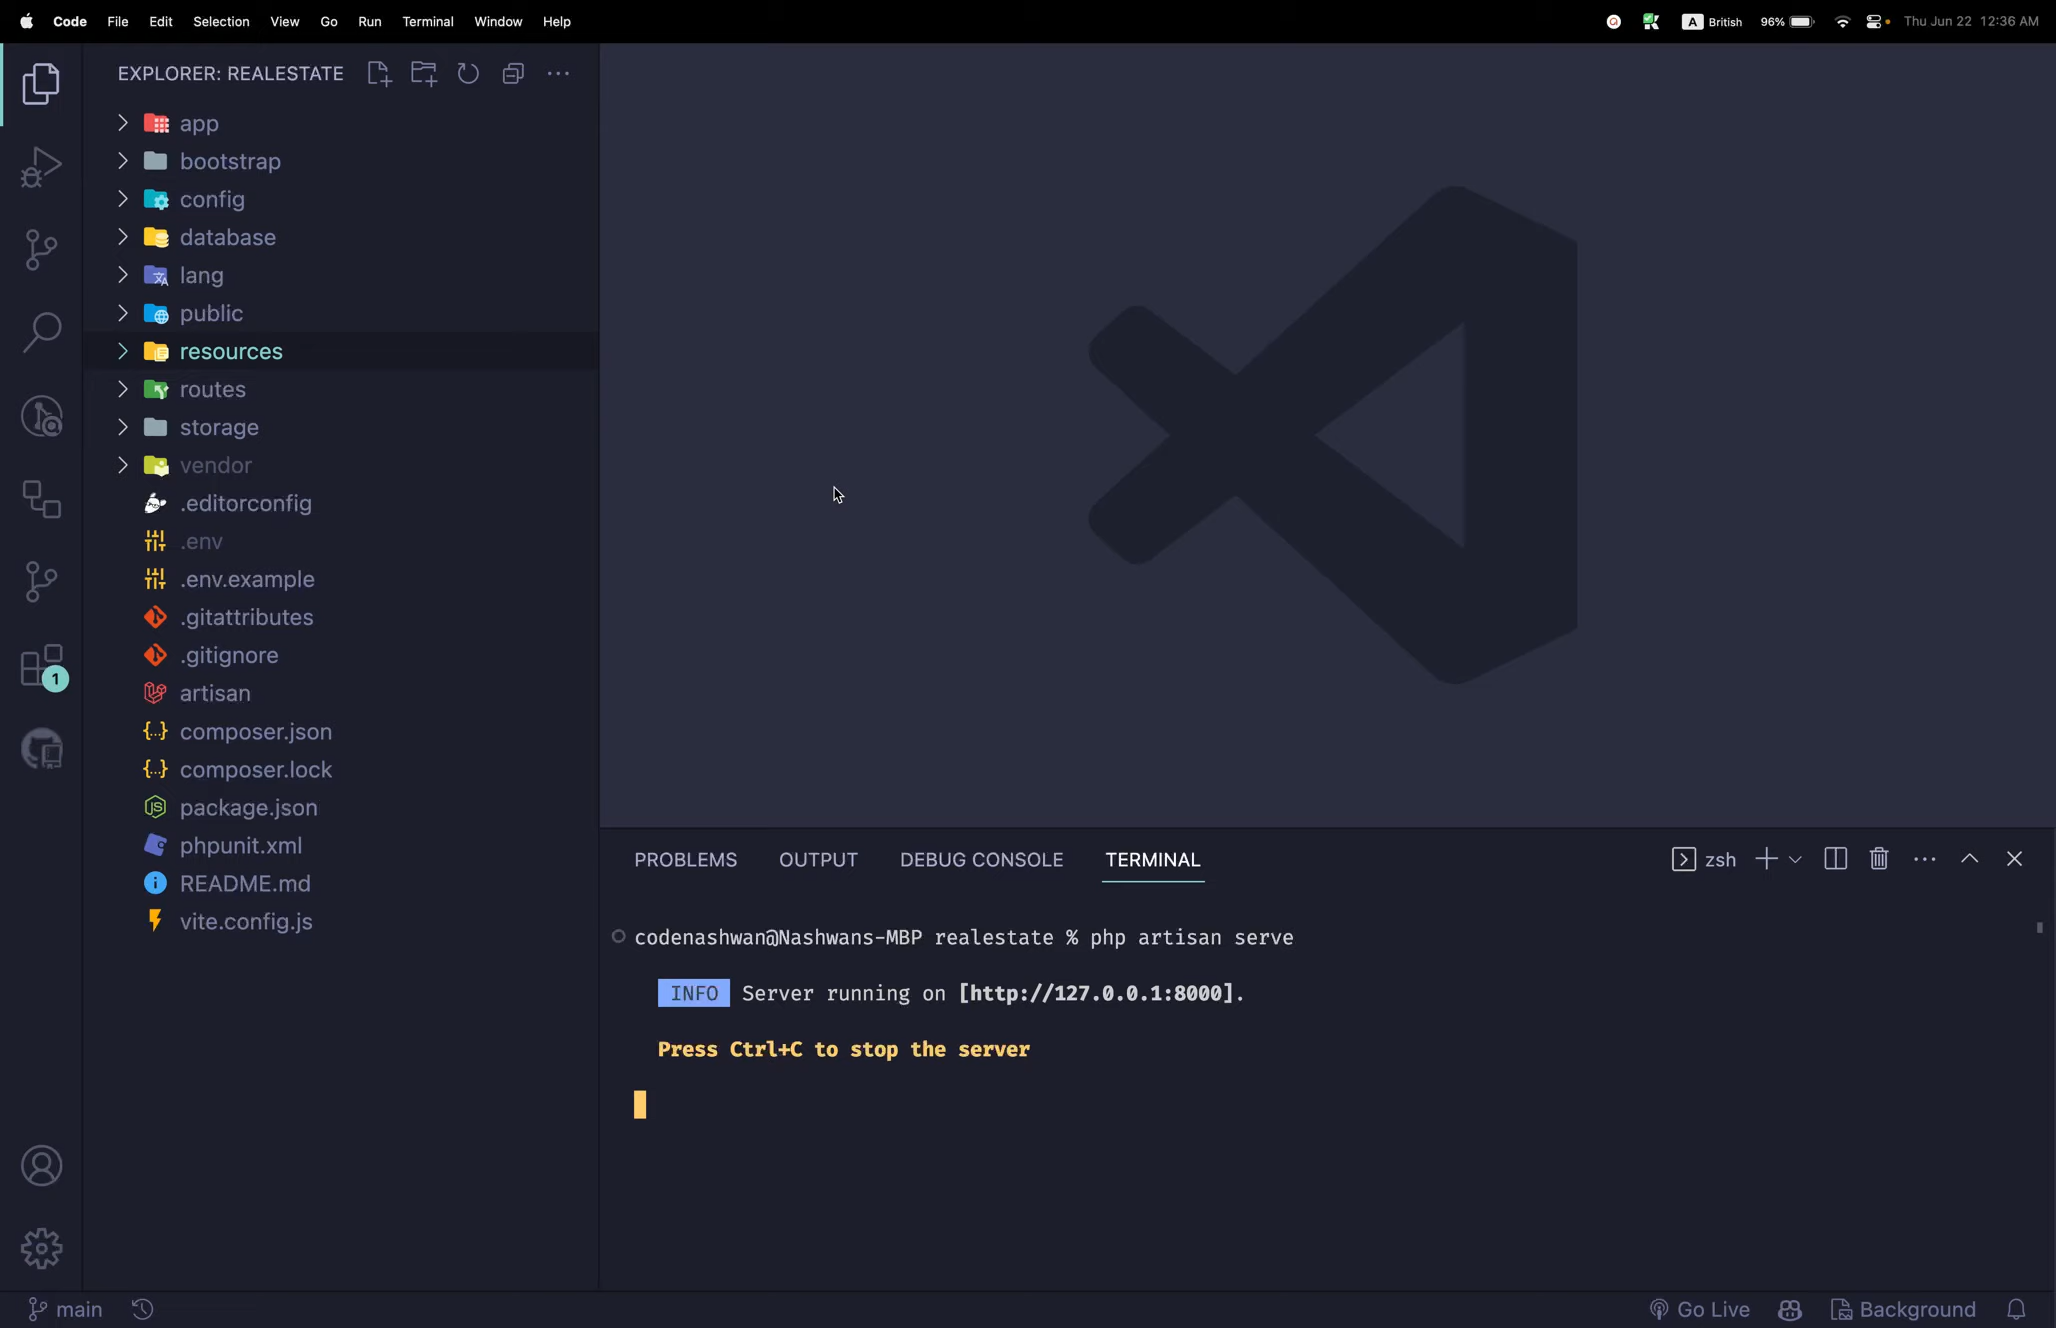 Code File Edit Selection View Go Run Terminal Window Help
A British 96% Thu Jun 22 12:36 AM
EXPLORER: REALESTATE
app
bootstrap
config
database
lang
public
resources
routes
storage
vendor
.editorconfig
.env
.env.example
.gitattributes
.gitignore
artisan
composer.json
composer.lock
package.json
phpunit.xml
README.md
vite.config.js
1
PROBLEMS OUTPUT DEBUG CONSOLE TERMINAL
zsh
codenashwan@Nashwans-MBP realestate % php artisan serve
INFO Server running on [http://127.0.0.1:8000].
Press Ctrl+C to stop the server
main
Go Live Background